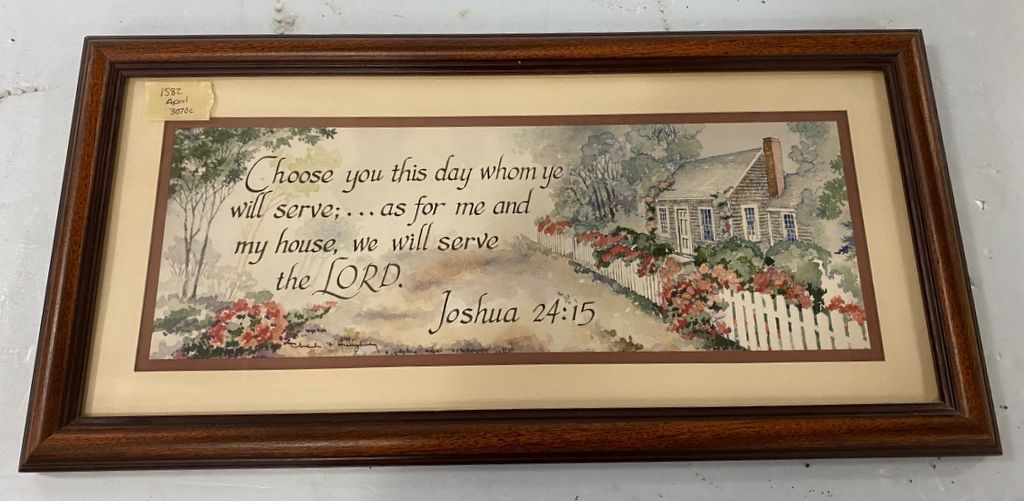 1582
April
3070c
Choose you this day whom ye
will serve;...as for me and
my house, we will serve
the LORD.
Joshua 24:15